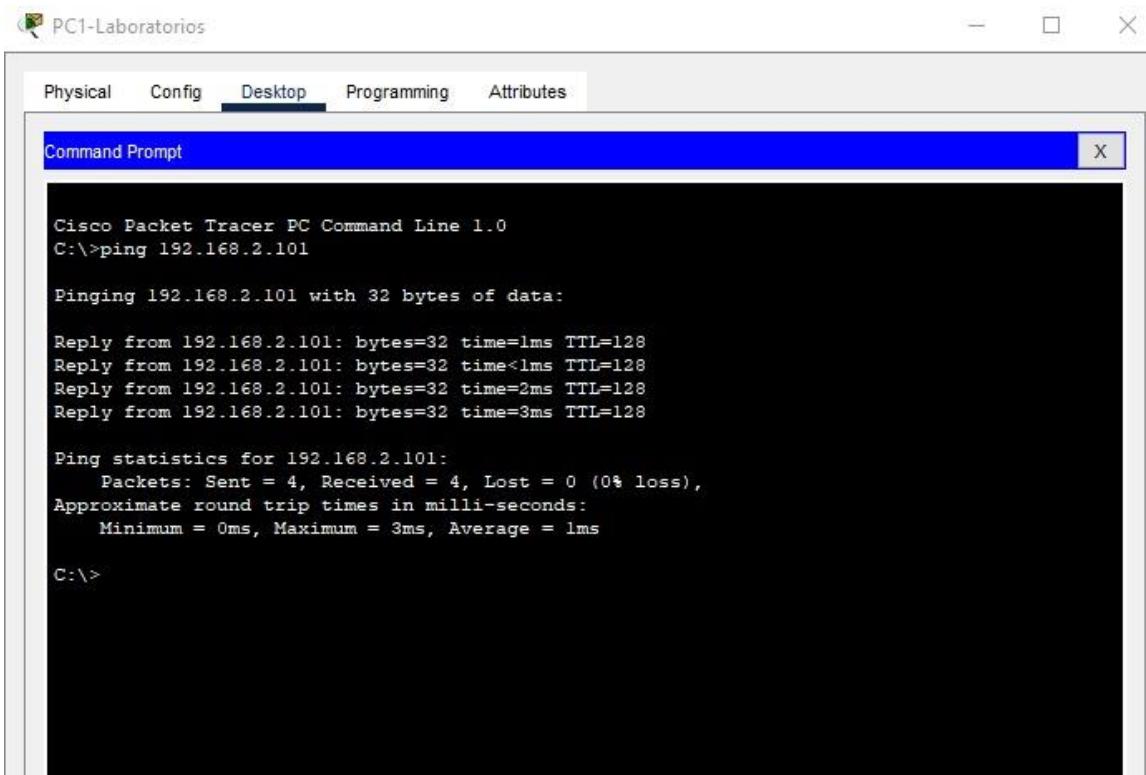 PC1-Laboratorios
Physical Config Desktop Programming Attributes
Command Prompt X
Cisco Packet Tracer PC Command Line 1.0
C:\>ping 192.168.2.101
Pinging 192.168.2.101 with 32 bytes of data:
Reply from 192.168.2.101: bytes=32 time=1ms TTL=128
Reply from 192.168.2.101: bytes=32 time<1ms TTL=128
Reply from 192.168.2.101: bytes=32 time=2ms TTL=128
Reply from 192.168.2.101: bytes=32 time=3ms TTL=128
Ping statistics for 192.168.2.101:
Packets: Sent = 4, Received = 4, Lost = 0 (0% loss),
Approximate round trip times in milli-seconds:
Minimum = 0ms, Maximum = 3ms, Average = 1ms
C:\>